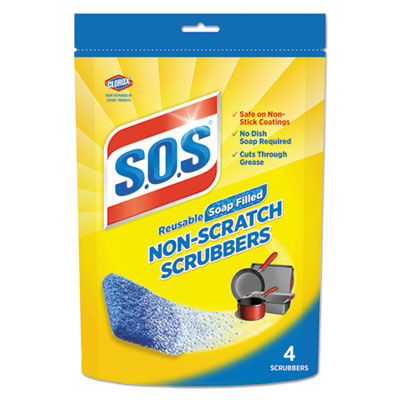 CLOROX
S.O.S
✓ Safe on Non-
Stick Coatings
✓ No Dish
Soap Required
✓ Cuts Through
Grease
Reusable Soap Filled
NON-SCRATCH
SCRUBBERS
4
SCRUBBERS